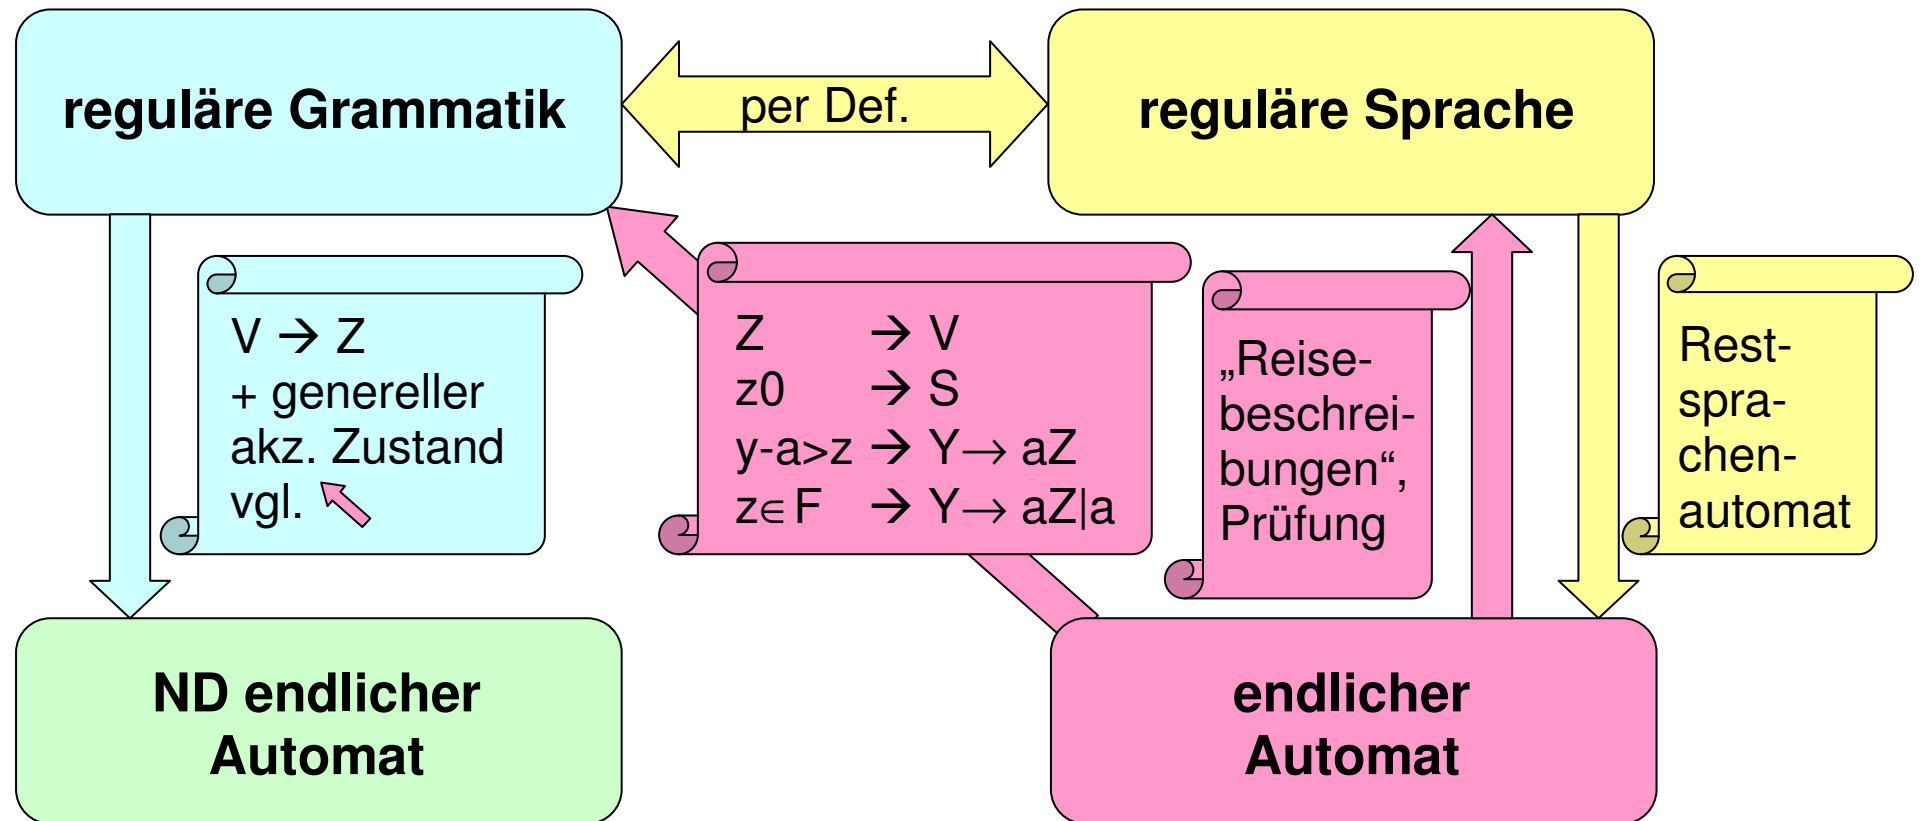 reguläre Grammatik
per Def.
reguläre Sprache
V → Z
+ genereller
akz. Zustand
vgl.
Z → V
z0 → S
y-a>z → Y→ aZ
z∈F → Y→ aZ|a
„Reise-
beschrei-
bungen“,
Prüfung
Rest-
spra-
chen-
automat
ND endlicher
Automat
endlicher
Automat